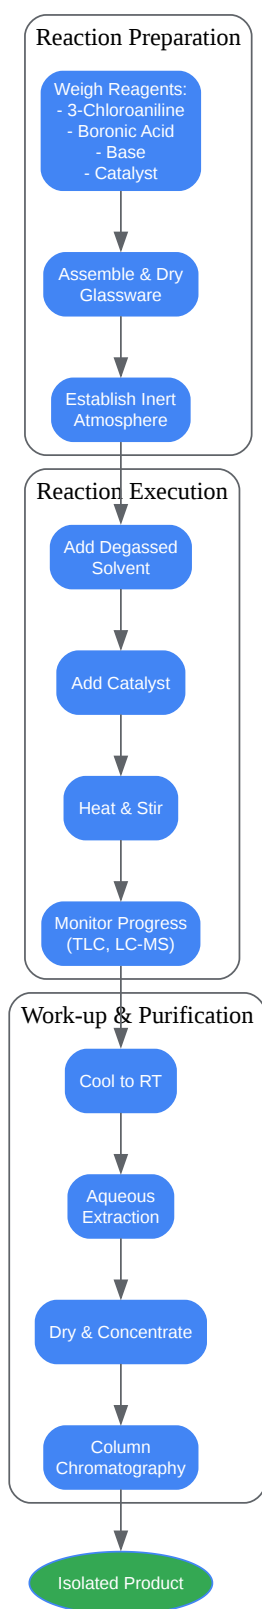 Reaction Preparation
Weigh Reagents:
- 3-Chloroaniline
- Boronic Acid
- Base
- Catalyst
Assemble & Dry
Glassware
Establish Inert
Atmosphere
Reaction Execution
Add Degassed
Solvent
Add Catalyst
Heat & Stir
Monitor Progress
(TLC, LC-MS)
Work-up & Purification
Cool to RT
Aqueous
Extraction
Dry & Concentrate
Column
Chromatography
Isolated Product